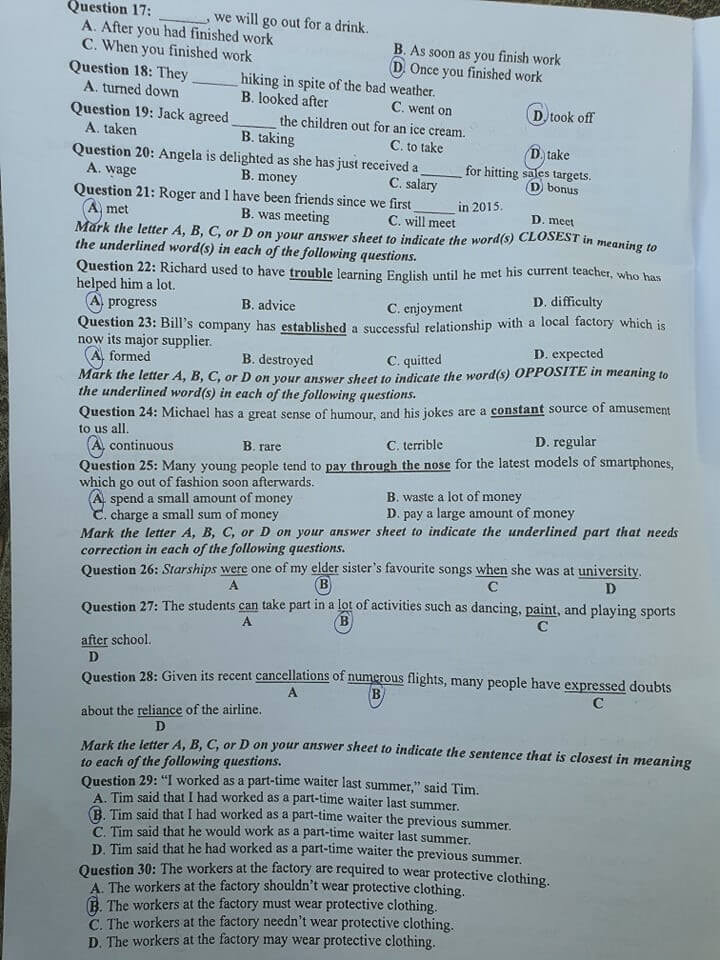 Question 17: ______, we will go out for a drink.
A. After you had finished work
B. As soon as you finish work
C. When you finished work
D. Once you finished work
Question 18: They ______ hiking in spite of the bad weather.
A. turned down B. looked after C. went on D. took off
Question 19: Jack agreed ______ the children out for an ice cream.
A. taken B. taking C. to take D. take
Question 20: Angela is delighted as she has just received a ______ for hitting sales targets.
A. wage B. money C. salary D. bonus
Question 21: Roger and I have been friends since we first ______ in 2015.
A. met B. was meeting C. will meet D. meet
Mark the letter A, B, C, or D on your answer sheet to indicate the word(s) CLOSEST in meaning to
the underlined word(s) in each of the following questions.
Question 22: Richard used to have trouble learning English until he met his current teacher, who has
helped him a lot.
A. progress B. advice C. enjoyment D. difficulty
Question 23: Bill's company has established a successful relationship with a local factory which is
now its major supplier.
A. formed B. destroyed C. quitted D. expected
Mark the letter A, B, C, or D on your answer sheet to indicate the word(s) OPPOSITE in meaning to
the underlined word(s) in each of the following questions.
Question 24: Michael has a great sense of humour, and his jokes are a constant source of amusement
to us all.
A. continuous B. rare C. terrible D. regular
Question 25: Many young people tend to pay through the nose for the latest models of smartphones,
which go out of fashion soon afterwards.
A. spend a small amount of money B. waste a lot of money
C. charge a small sum of money D. pay a large amount of money
Mark the letter A, B, C, or D on your answer sheet to indicate the underlined part that needs
correction in each of the following questions.
Question 26: Starships were one of my elder sister's favourite songs when she was at university.
A B C D
Question 27: The students can take part in a lot of activities such as dancing, paint, and playing sports
A B C
after school.
D
Question 28: Given its recent cancellations of numerous flights, many people have expressed doubts
A B C
about the reliance of the airline.
D
Mark the letter A, B, C, or D on your answer sheet to indicate the sentence that is closest in meaning
to each of the following questions.
Question 29: "I worked as a part-time waiter last summer," said Tim.
A. Tim said that I had worked as a part-time waiter last summer.
B. Tim said that I had worked as a part-time waiter the previous summer.
C. Tim said that he would work as a part-time waiter last summer.
D. Tim said that he had worked as a part-time waiter the previous summer.
Question 30: The workers at the factory are required to wear protective clothing.
A. The workers at the factory shouldn't wear protective clothing.
B. The workers at the factory must wear protective clothing.
C. The workers at the factory needn't wear protective clothing.
D. The workers at the factory may wear protective clothing.